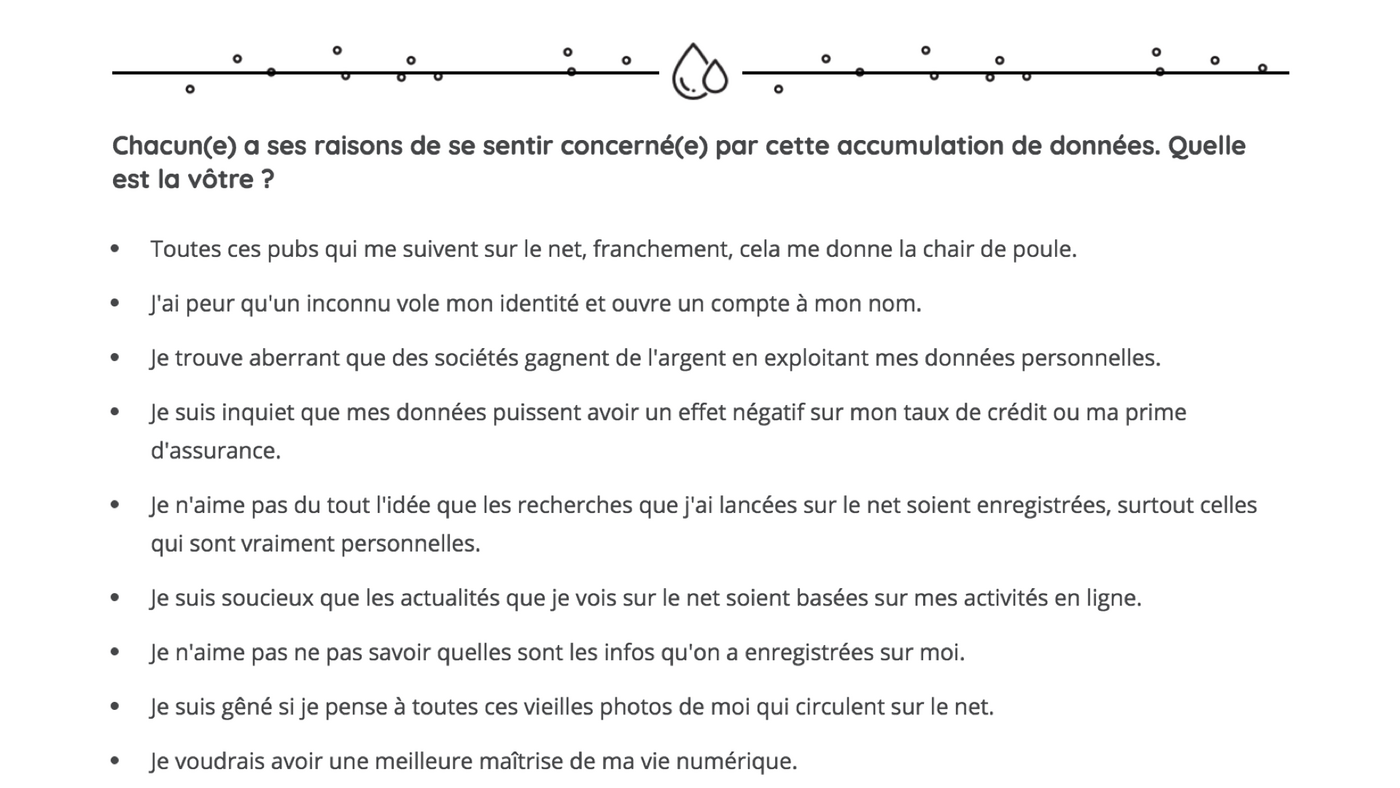 Chacun(e) a ses raisons de se sentir concerné(e) par cette accumulation de données. Quelle
est la vôtre ?
• Toutes ces pubs qui me suivent sur le net, franchement, cela me donne la chair de poule.
• J'ai peur qu'un inconnu vole mon identité et ouvre un compte à mon nom.
• Je trouve aberrant que des sociétés gagnent de l'argent en exploitant mes données personnelles.
• Je suis inquiet que mes données puissent avoir un effet négatif sur mon taux de crédit ou ma prime
d'assurance.
• Je n'aime pas du tout l'idée que les recherches que j'ai lancées sur le net soient enregistrées, surtout celles
qui sont vraiment personnelles.
• Je suis soucieux que les actualités que je vois sur le net soient basées sur mes activités en ligne.
• Je n'aime pas ne pas savoir quelles sont les infos qu'on a enregistrées sur moi.
• Je suis gêné si je pense à toutes ces vieilles photos de moi qui circulent sur le net.
• Je voudrais avoir une meilleure maîtrise de ma vie numérique.